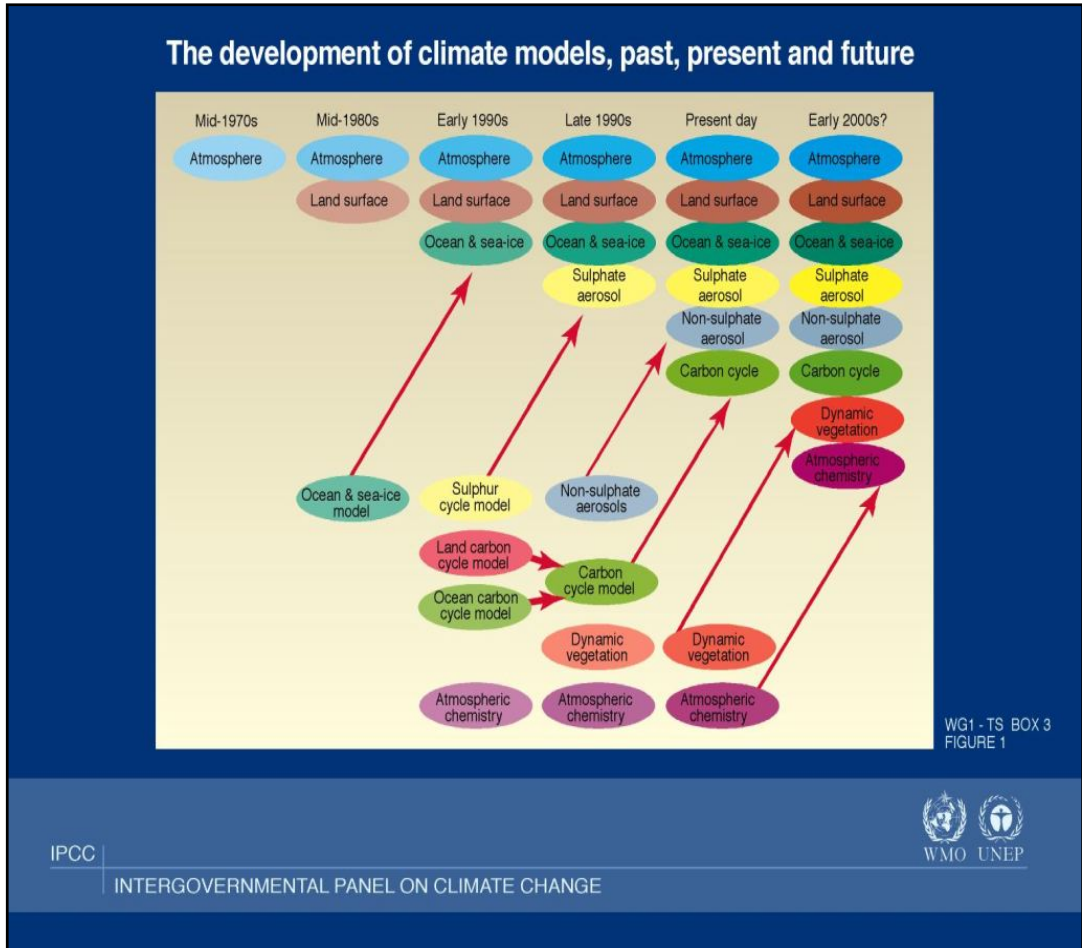 The development of climate models, past, present and future
Mid-1970s
Mid-1980s
Early 1990s
Late 1990s
Present day
Early 2000s?
Atmosphere
Atmosphere
Atmosphere
Atmosphere
Atmosphere
Atmosphere
Land surface
Land surface
Land surface
Land surface
Land surface
Ocean & sea-ice
Ocean & sea-ice
Ocean & sea-ice
Ocean & sea-ice
Sulphate
aerosol
Sulphate
aerosol
Sulphate
aerosol
Non-sulphate
aerosol
Non-sulphate
aerosol
Carbon cycle
Carbon cycle
Dynamic
vegetation
Atmospheric
chemistry
Ocean & sea-ice
model
Sulphur
cycle model
Non-sulphate
aerosols
Land carbon
cycle model
Carbon
cycle model
Ocean carbon
cycle model
Dynamic
vegetation
Dynamic
vegetation
Atmospheric
chemistry
Atmospheric
chemistry
Atmospheric
chemistry
WG1 - TS BOX 3
FIGURE 1
WMO UNEP
IPCC
INTERGOVERNMENTAL PANEL ON CLIMATE CHANGE